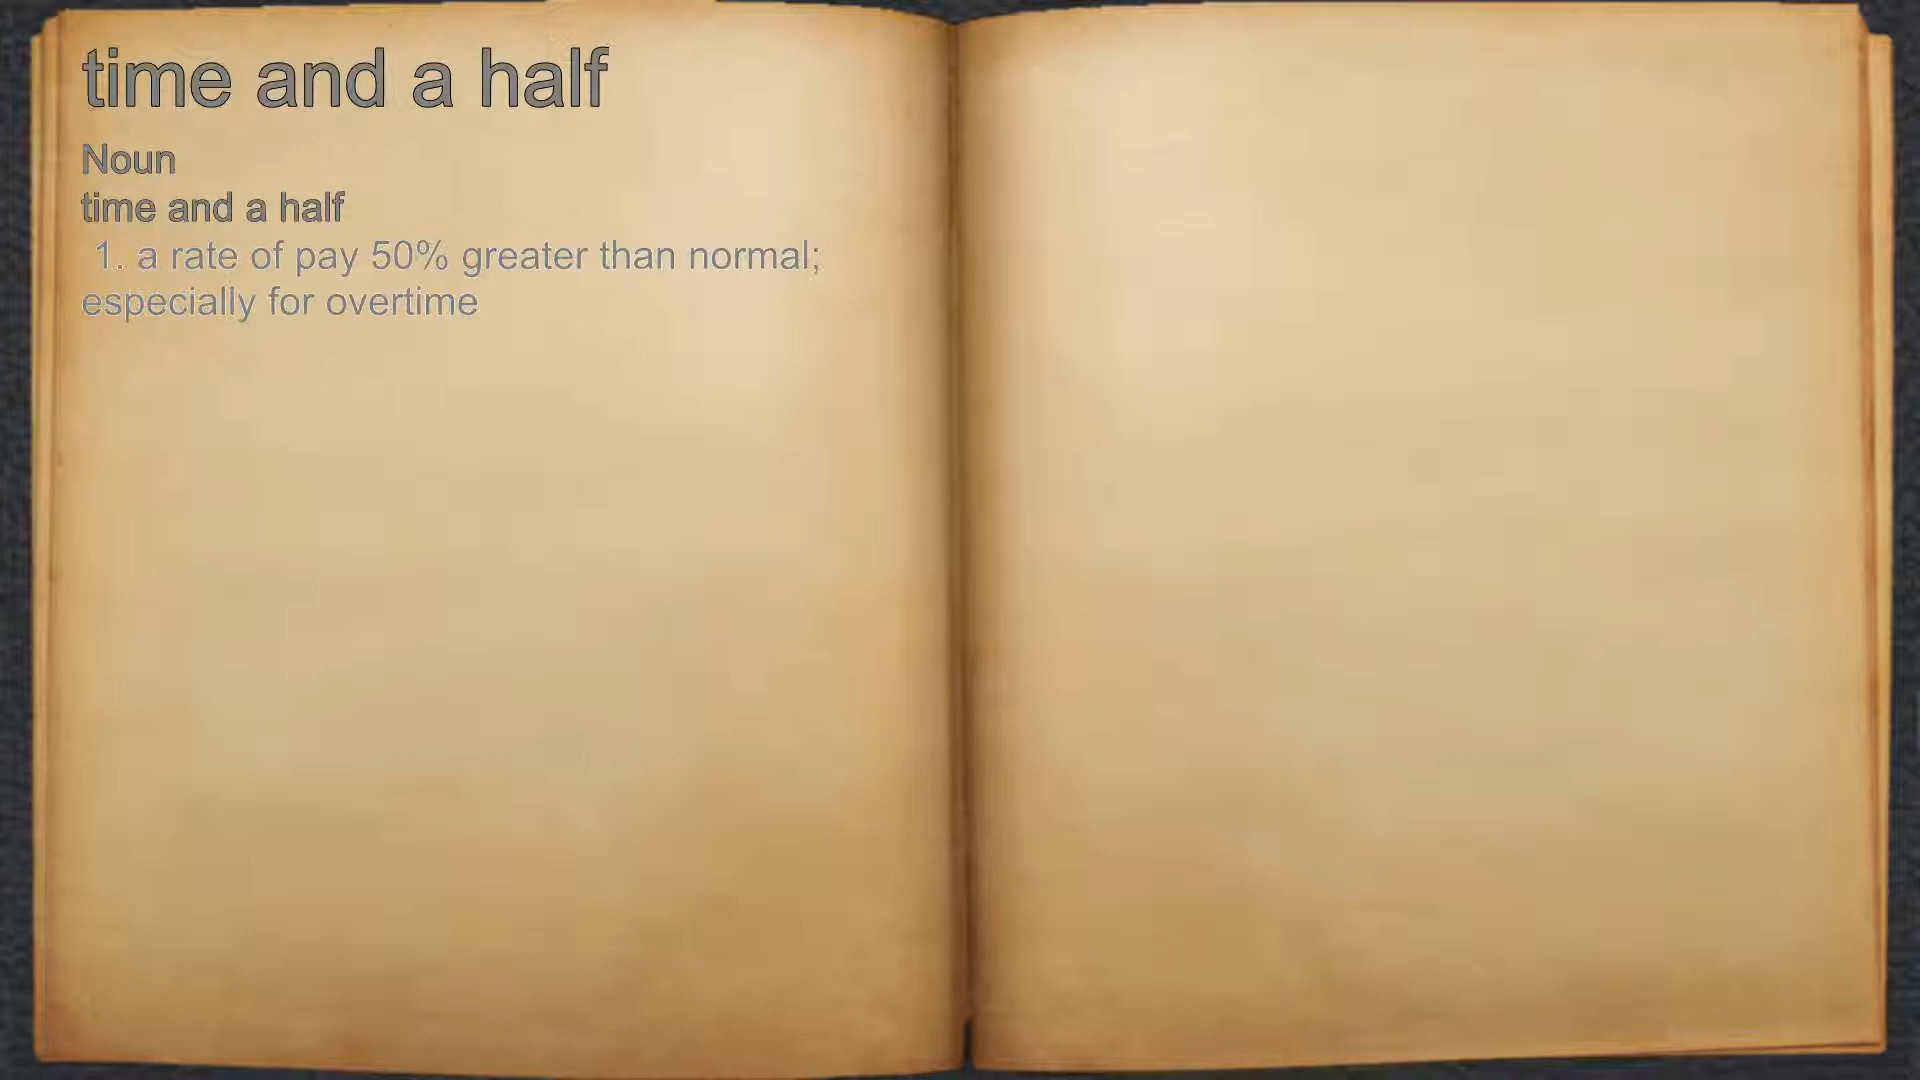 time and a half
Noun
time and a half
1. a rate of pay 50% greater than normal;
especially for overtime